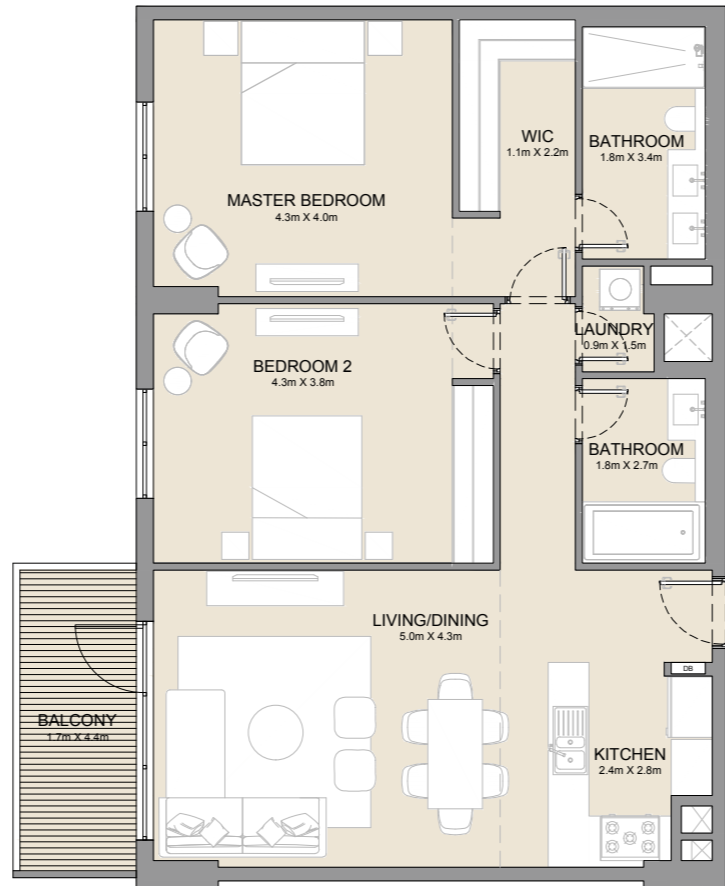 WIC
1.1m X 2.2m
BATHROOM
1.8m X 3.4m
MASTER BEDROOM
4.3m X 4.0m
LAUNDRY
0.9m X 1.5m
BEDROOM 2
4.3m X 3.8m
BATHROOM
1.8m X 2.7m
LIVING/DINING
5.0m X 4.3m
DB
BALCONY
1.7m X 4.4m
KITCHEN
2.4m X 2.8m